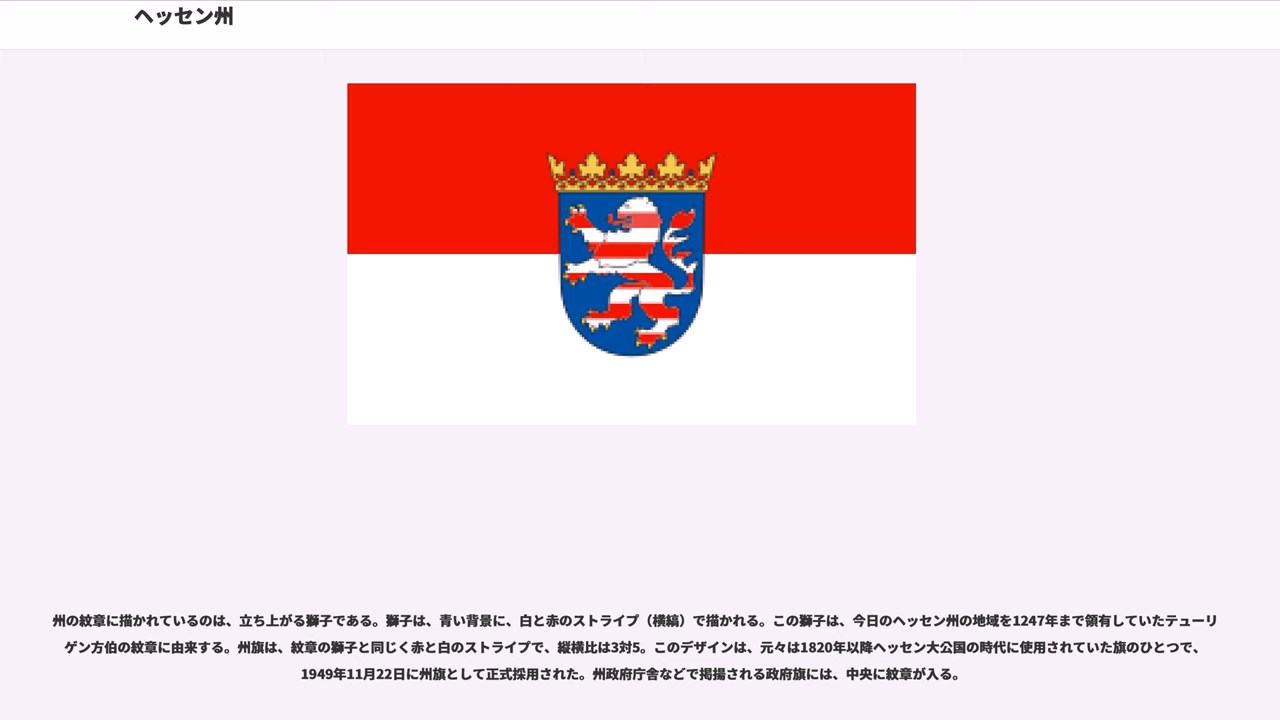 ヘッセン州
州の紋章に描かれているのは、立ち上がる獅子である。獅子は、青い背景に、白と赤のストライプ（横縞）で描かれる。この獅子は、今日のヘッセン州の地域を1247年まで領有していたテューリ
ゲン方伯の紋章に由来する。州旗は、紋章の獅子と同じく赤と白のストライプで、縦横比は3対5。このデザインは、元々は1820年以降ヘッセン大公国の時代に使用されていた旗のひとつで、
1949年11月22日に州旗として正式採用された。州政府庁舎などで掲揚される政府旗には、中央に紋章が入る。